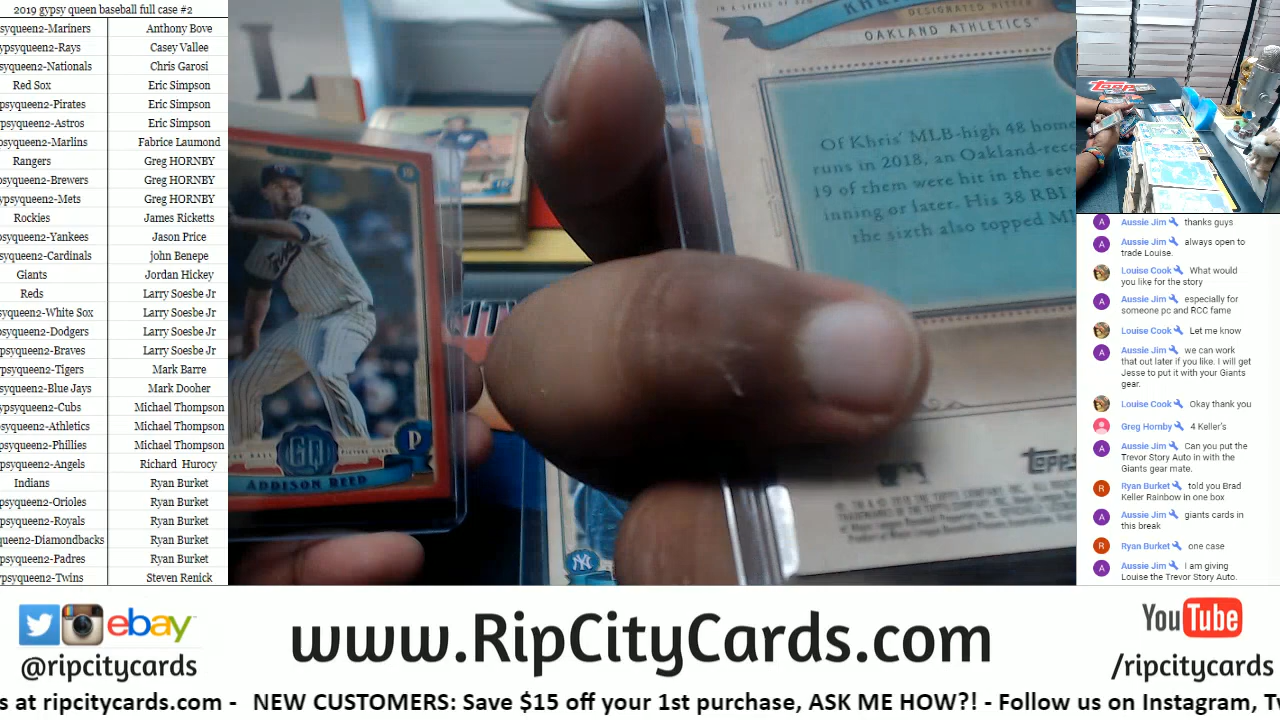 2019 gypsy queen baseball full case #2
syqueen2-Mariners Anthony Bove
ypsyqueen2-Rays Casey Vallee
syqueen2-Nationals Chris Garosi
Red Sox Eric Simpson
psyqueen2-Pirates Eric Simpson
psyqueen2-Astros Eric Simpson
psyqueen2-Marlins Fabrice Laumond
Rangers Greg HORNBY
psyqueen2-Brewers Greg HORNBY
ypsyqueen2-Mets Greg HORNBY
Rockies James Ricketts
psyqueen2-Yankees Jason Price
syqueen2-Cardinals john Benepe
Giants Jordan Hickey
Reds Larry Soesbe Jr
syqueen2-White Sox Larry Soesbe Jr
psyqueen2-Dodgers Larry Soesbe Jr
psyqueen2-Braves Larry Soesbe Jr
psyqueen2-Tigers Mark Barre
syqueen2-Blue Jays Mark Dooher
ypsyqueen2-Cubs Michael Thompson
psyqueen2-Athletics Michael Thompson
psyqueen2-Phillies Michael Thompson
psyqueen2-Angels Richard Hurocy
Indians Ryan Burket
psyqueen2-Orioles Ryan Burket
psyqueen2-Royals Ryan Burket
queen2-Diamondbacks Ryan Burket
psyqueen2-Padres Ryan Burket
psyqueen2-Twins Steven Renick
GQ
P
ADDISON REED
DESIGNATED HITTER
OAKLAND ATHLETICS
Of Khris' MLB-high 48 home
runs in 2018, an Oakland-reco
19 of them were hit in the seve
inning or later. His 38 RBI
the sixth also topped ML
TOPPS
NY
Topps
Aussie Jim thanks guys
Aussie Jim always open to
trade Louise.
Louise Cook What would
you like for the story
Aussie Jim especially for
someone pc and RCC fame
Louise Cook Let me know
Aussie Jim we can work
that out later if you like. I will get
Jesse to put it with your Giants
gear.
Louise Cook Okay thank you
Greg Hornby 4 Keller's
Aussie Jim Can you put the
Trevor Story Auto in with the
Giants gear mate.
Ryan Burket told you Brad
Keller Rainbow in one box
Aussie Jim giants cards in
this break
Ryan Burket one case
Aussie Jim I am giving
Louise the Trevor Story Auto.
ebay
@ripcitycards
www.RipCityCards.com
YouTube
/ripcitycards
s at ripcitycards.com - NEW CUSTOMERS: Save $15 off your 1st purchase, ASK ME HOW?! - Follow us on Instagram, Tw